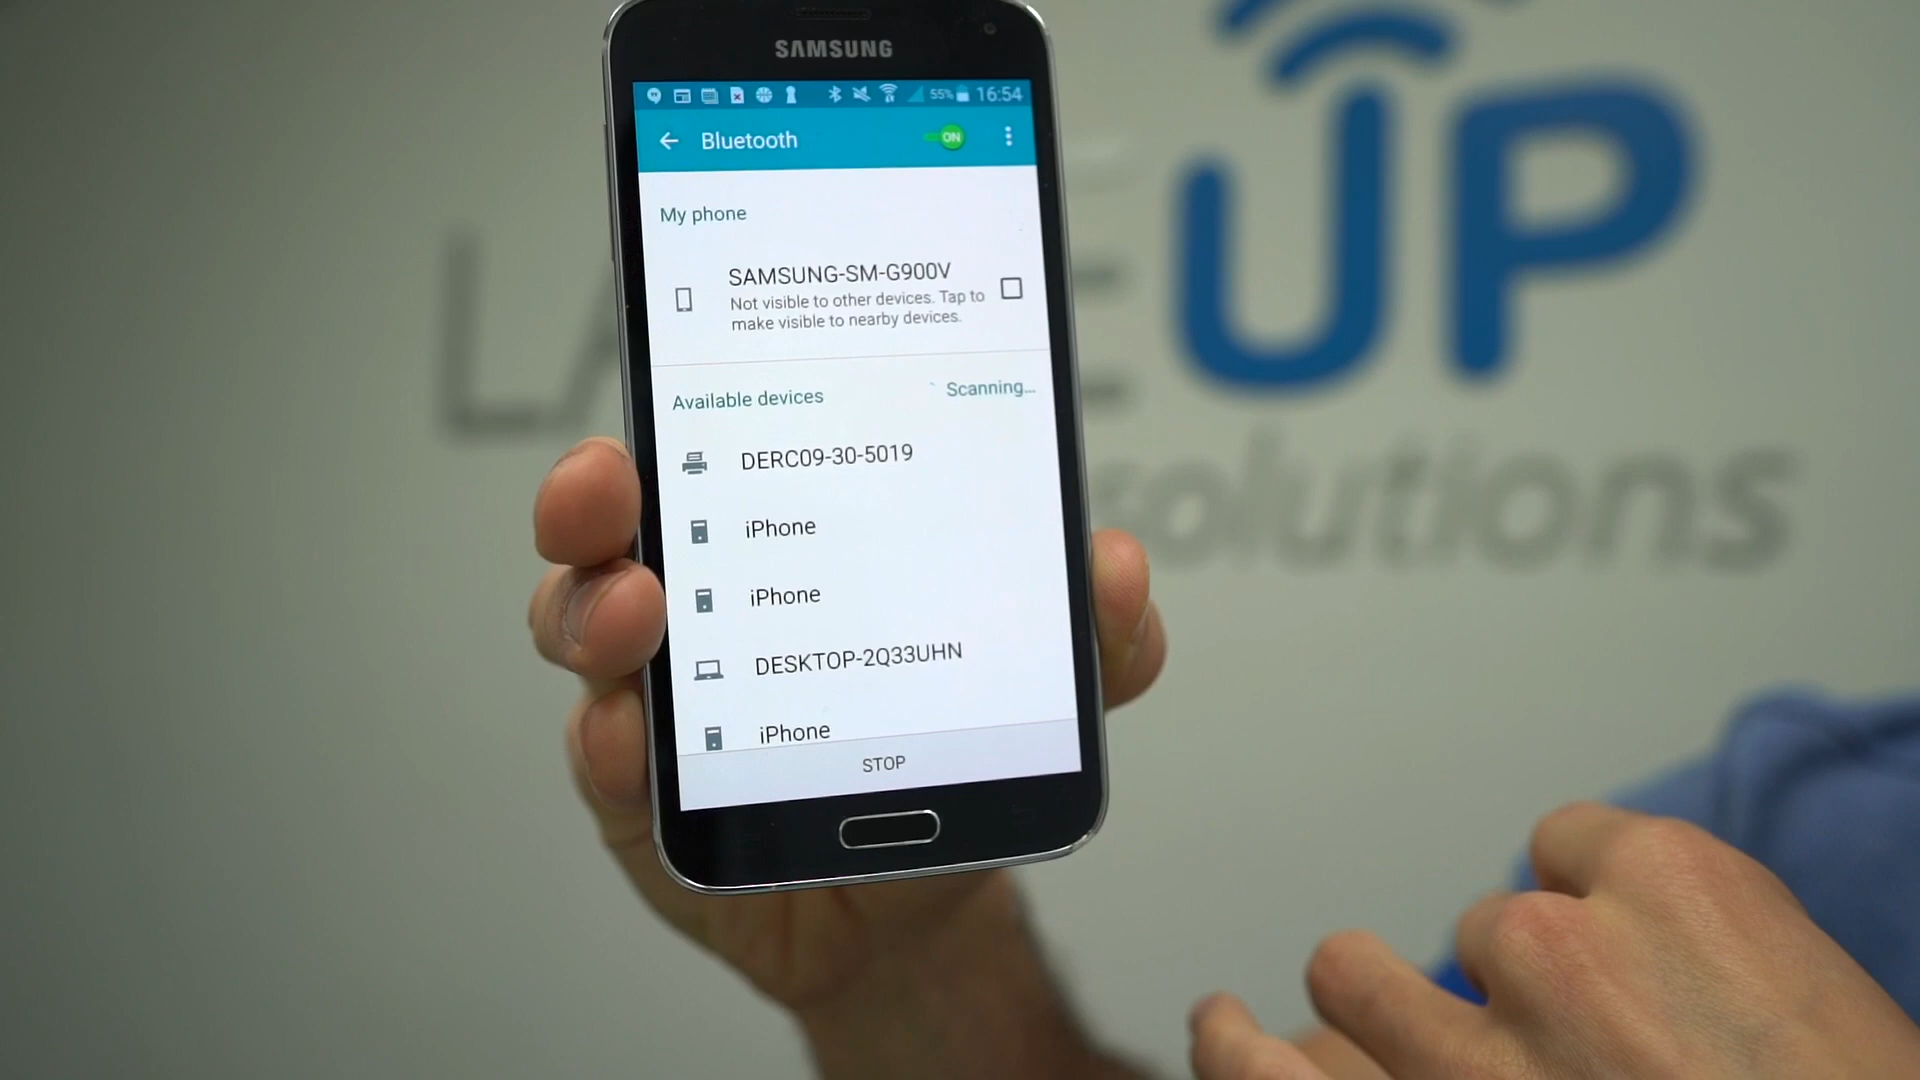 SAMSUNG
55% 16:54
Bluetooth ON
My phone
SAMSUNG-SM-G900V
Not visible to other devices. Tap to
make visible to nearby devices.
Available devices Scanning...
DERC09-30-5019
iPhone
iPhone
DESKTOP-2Q33UHN
iPhone
STOP
UP
solutions